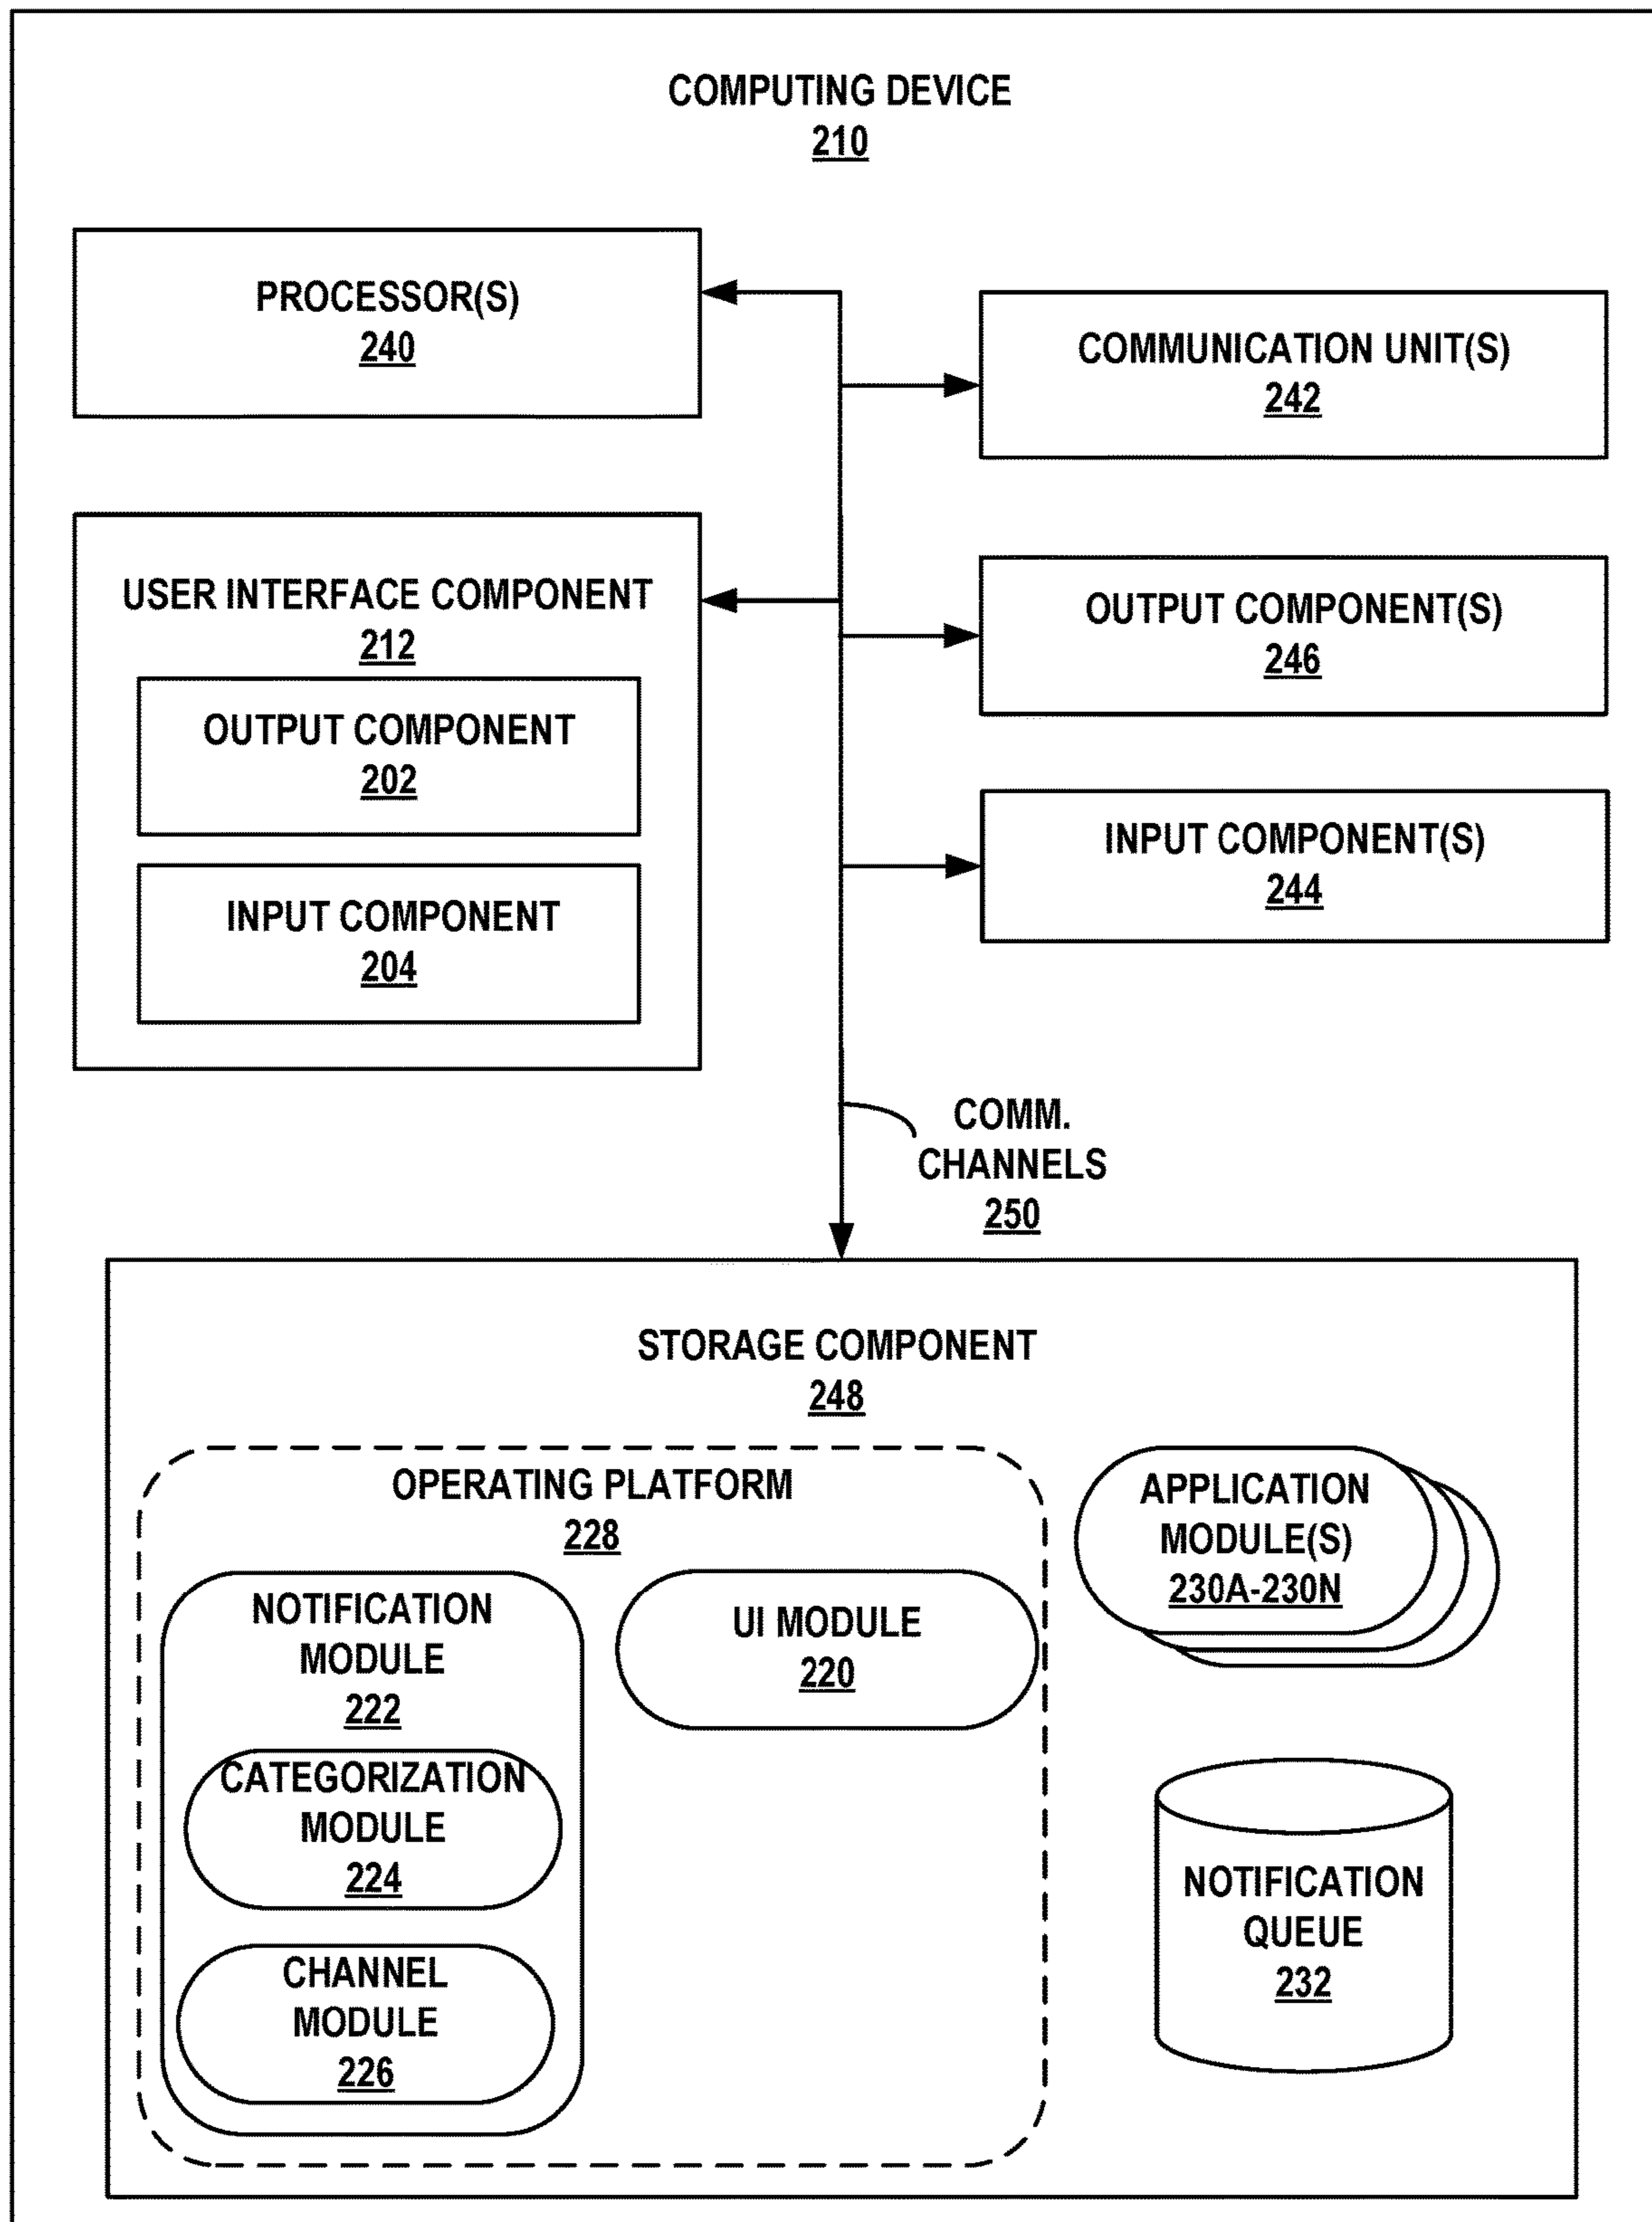 COMPUTING DEVICE
210
PROCESSOR(S)
240
COMMUNICATION UNIT(S)
242
USER INTERFACE COMPONENT
212
OUTPUT COMPONENT
202
INPUT COMPONENT
204
OUTPUT COMPONENT(S)
246
INPUT COMPONENT(S)
244
COMM.
CHANNELS
250
STORAGE COMPONENT
248
OPERATING PLATFORM
228
NOTIFICATION
MODULE
222
CATEGORIZATION
MODULE
224
CHANNEL
MODULE
226
UI MODULE
220
APPLICATION
MODULE(S)
230A-230N
NOTIFICATION
QUEUE
232